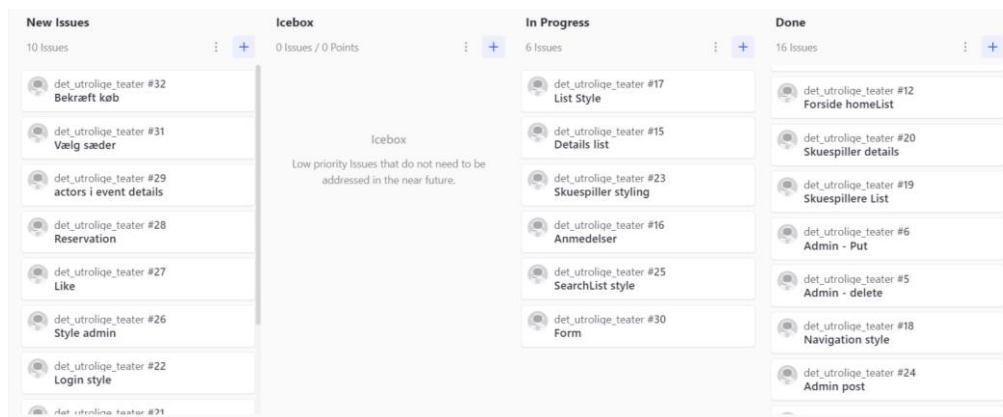 New Issues
10 Issues
det_utrolige_teater #32
Bekræft køb
det_utrolige_teater #31
Vælg sæder
det_utrolige_teater #29
actors i event details
det_utrolige_teater #28
Reservation
det_utrolige_teater #27
Like
det_utrolige_teater #26
Style admin
det_utrolige_teater #22
Login style
det_utrolige_teater #21
Icebox
0 Issues / 0 Points
Icebox
Low priority Issues that do not need to be
addressed in the near future.
In Progress
6 Issues
det_utrolige_teater #17
List Style
det_utrolige_teater #15
Details list
det_utrolige_teater #23
Skuespiller styling
det_utrolige_teater #16
Anmedelser
det_utrolige_teater #25
SearchList style
det_utrolige_teater #30
Form
Done
16 Issues
det_utrolige_teater #12
Forside homeList
det_utrolige_teater #20
Skuespiller details
det_utrolige_teater #19
Skuespillere List
det_utrolige_teater #6
Admin - Put
det_utrolige_teater #5
Admin - delete
det_utrolige_teater #18
Navigation style
det_utrolige_teater #24
Admin post